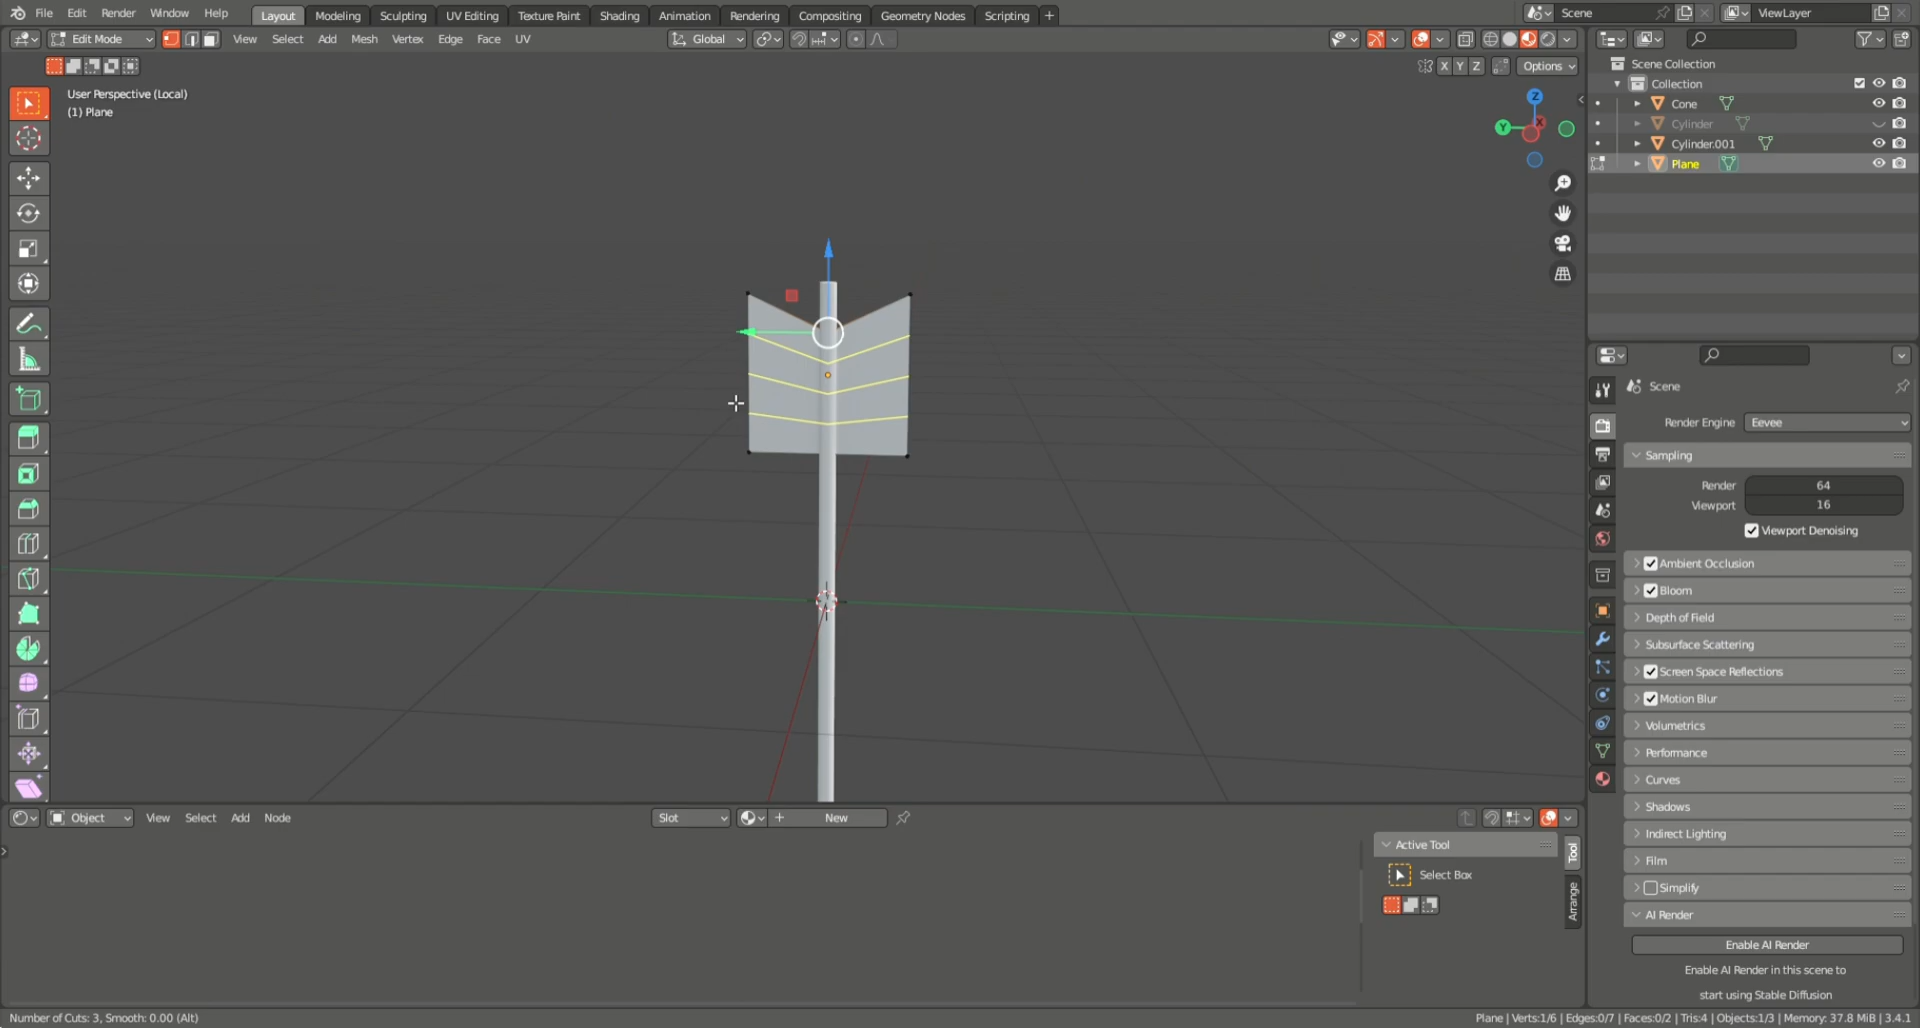 File Edit Render Window Help Layout Modeling Sculpting UV Editing Texture Paint Shading Animation Rendering Compositing Geometry Nodes Scripting + Scene ViewLayer
Edit Mode View Select Add Mesh Vertex Edge Face UV Global
X Y Z Options
User Perspective (Local)
(1) Plane
Z
Y
X
Scene Collection
Collection
Cone
Cylinder
Cylinder.001
Plane
Scene
Render Engine Eevee
Sampling
Render 64
Viewport 16
Viewport Denoising
Ambient Occlusion
Bloom
Depth of Field
Subsurface Scattering
Screen Space Reflections
Motion Blur
Volumetrics
Performance
Curves
Shadows
Indirect Lighting
Film
Simplify
AI Render
Enable AI Render
Enable AI Render in this scene to
start using Stable Diffusion
Object View Select Add Node Slot + New
Active Tool
Select Box
Tool
Arrange
Number of Cuts: 3, Smooth: 0.00 (Alt)
Plane | Verts:1/6 | Edges:0/7 | Faces:0/2 | Tris:4 | Objects:1/3 | Memory: 37.8 MiB | 3.4.1